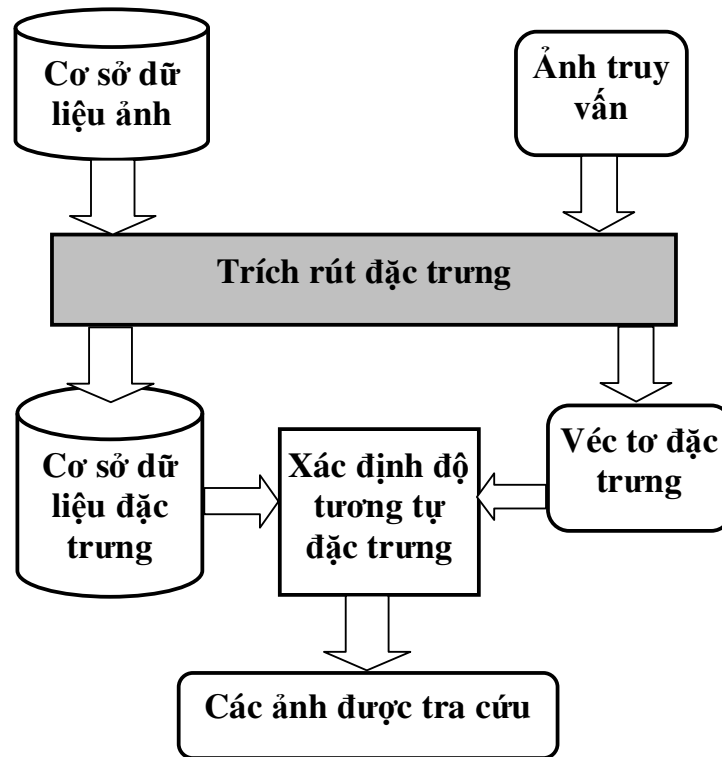 Cơ sở dữ
liệu ảnh
Ảnh truy
vấn
Trích rút đặc trưng
Cơ sở dữ
liệu đặc
trưng
Xác định độ
tương tự
đặc trưng
Véc tơ đặc
trưng
Các ảnh được tra cứu